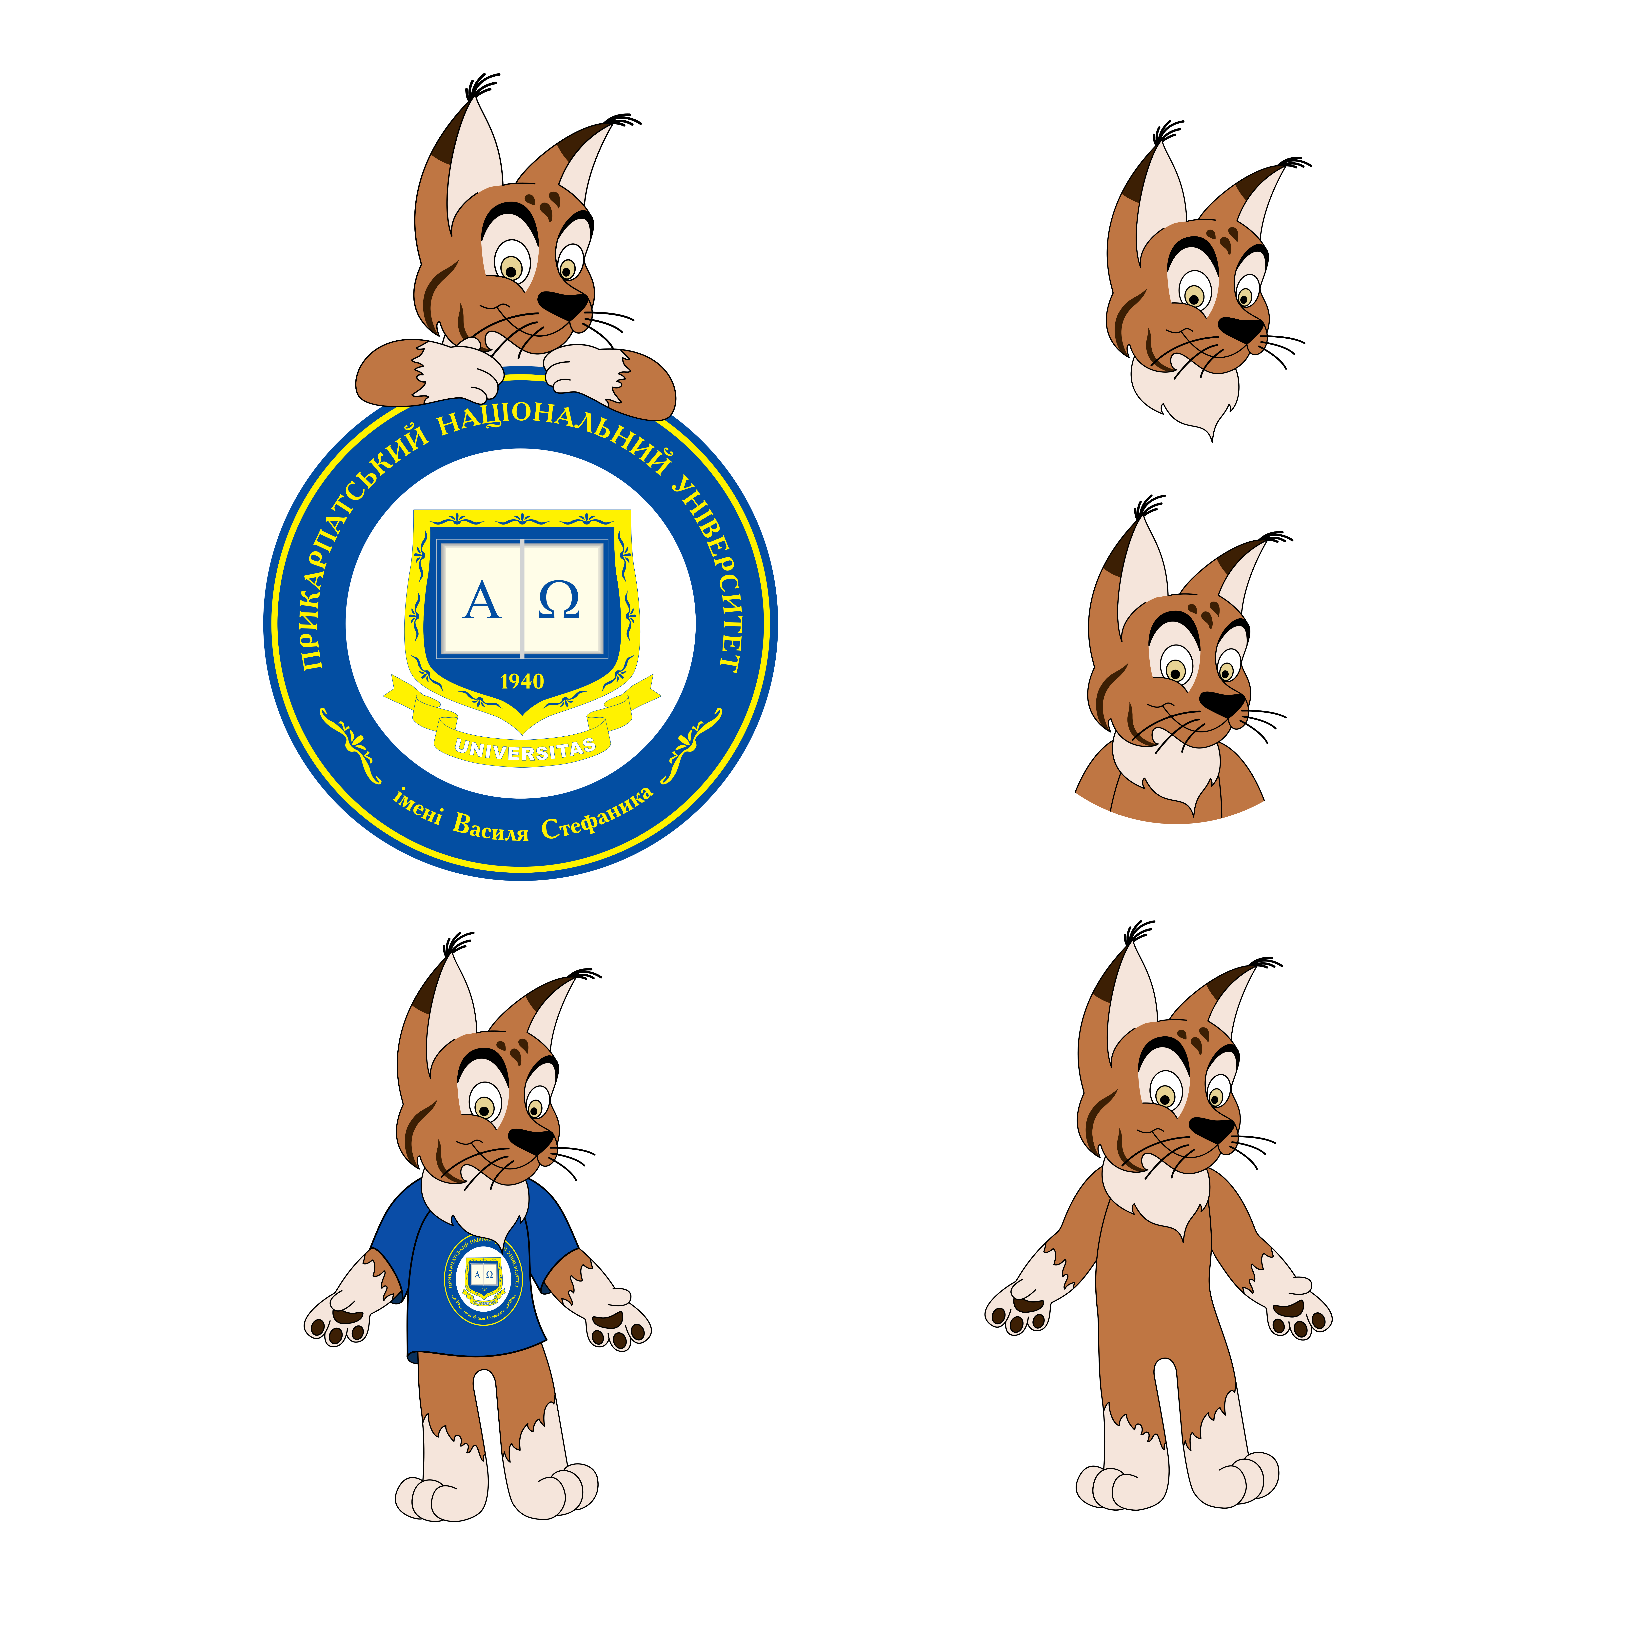 ПРИКАРПАТСЬКИЙ НАЦІОНАЛЬНИЙ УНІВЕРСИТЕТ
Α Ω
1940
UNIVERSITAS
імені Василя Стефаника
Α Ω